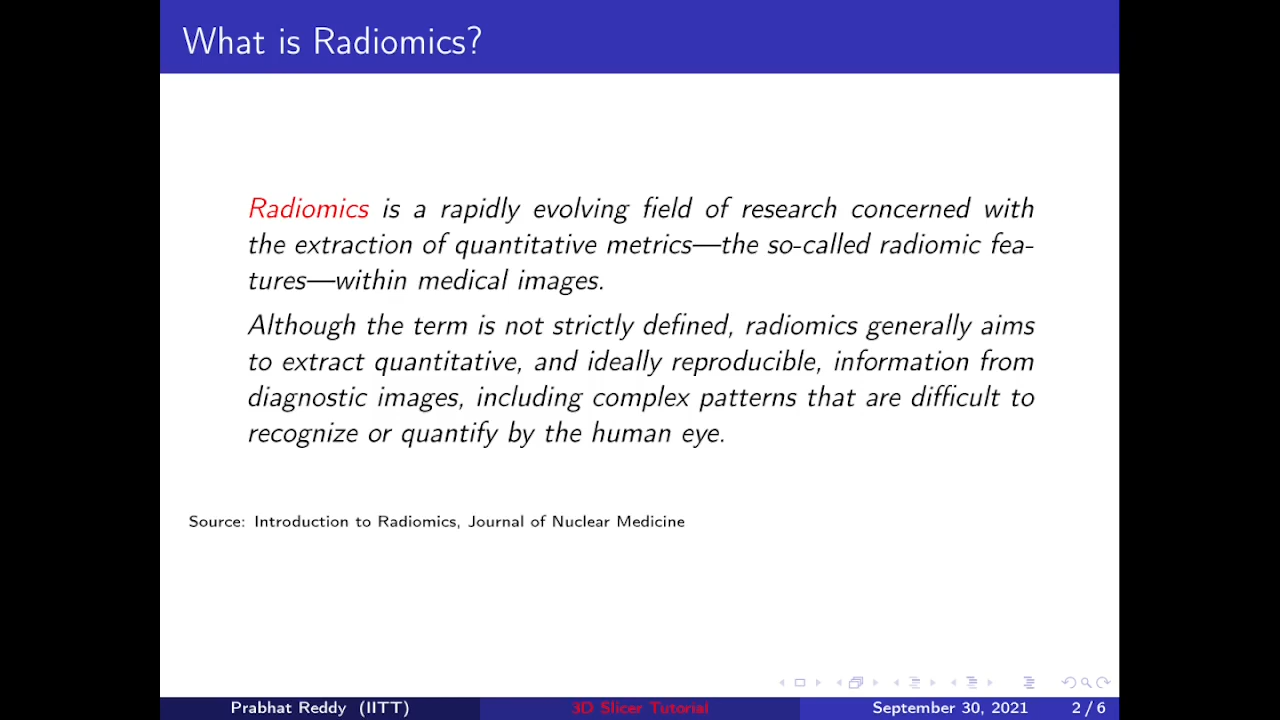 What is Radiomics?
Radiomics is a rapidly evolving field of research concerned with
the extraction of quantitative metrics—the so-called radiomic fea-
tures—within medical images.
Although the term is not strictly defined, radiomics generally aims
to extract quantitative, and ideally reproducible, information from
diagnostic images, including complex patterns that are difficult to
recognize or quantify by the human eye.
Source: Introduction to Radiomics, Journal of Nuclear Medicine
Prabhat Reddy (IITT) 3D Slicer Tutorial September 30, 2021 2 / 6